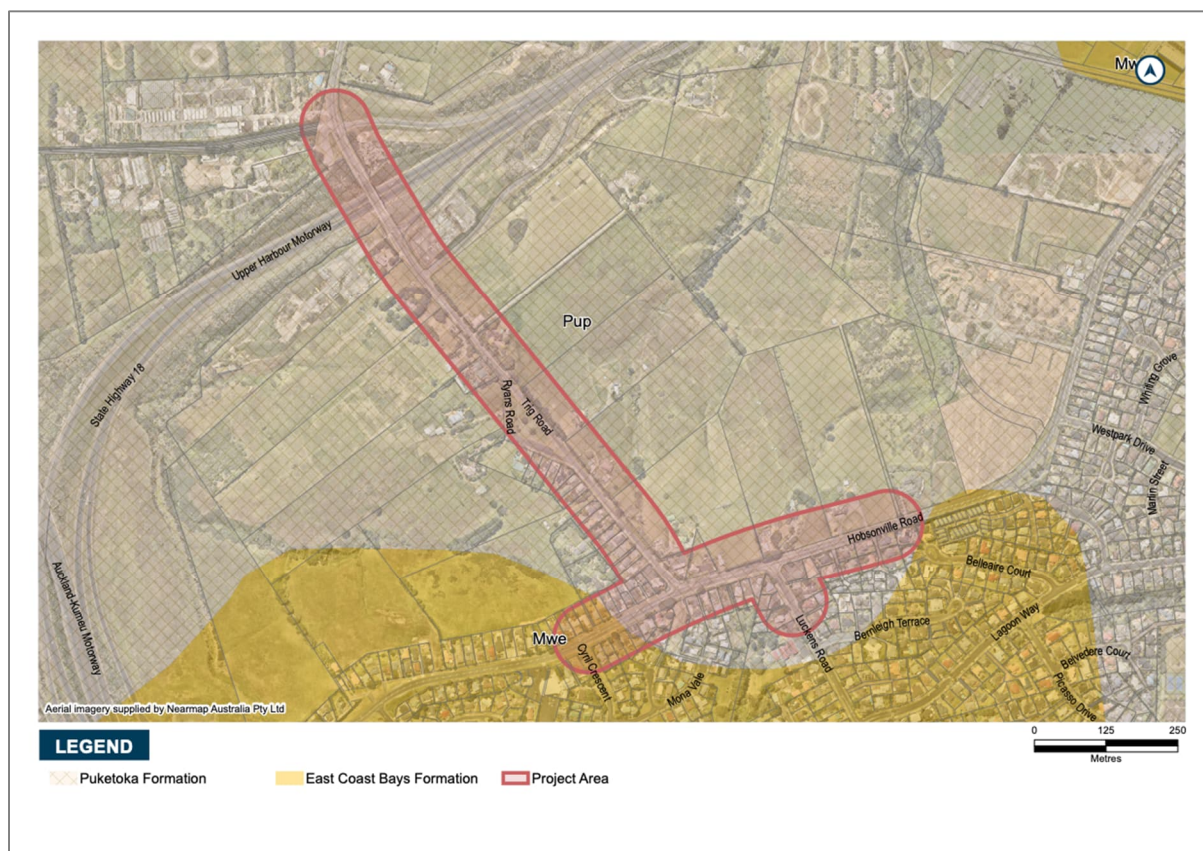 Mw
Upper Harbour Motorway
Pup
State Highway 18
Ryans Road
Trig Road
Whiting Grove
Westpark Drive
Marlin Street
Hobsonville Road
Belleaire Court
Auckland-Kumeu Motorway
Lagoon Way
Bernleigh Terrace
Luckens Road
Mwe
Cyril Crescent
Mona Vale
Belvedere Court
Picasso Drive
Aerial imagery supplied by Nearmap Australia Pty Ltd
LEGEND
0 125 250
Metres
Puketoka Formation
East Coast Bays Formation
Project Area